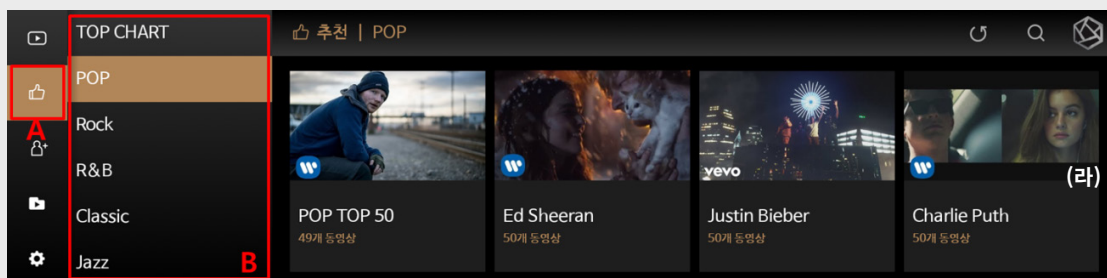 TOP CHART
추천 | POP
POP
A
Rock
R&B
vevo
(라)
Classic
POP TOP 50
Ed Sheeran
Justin Bieber
Charlie Puth
49개 동영상
50개 동영상
50개 동영상
50개 동영상
Jazz
B